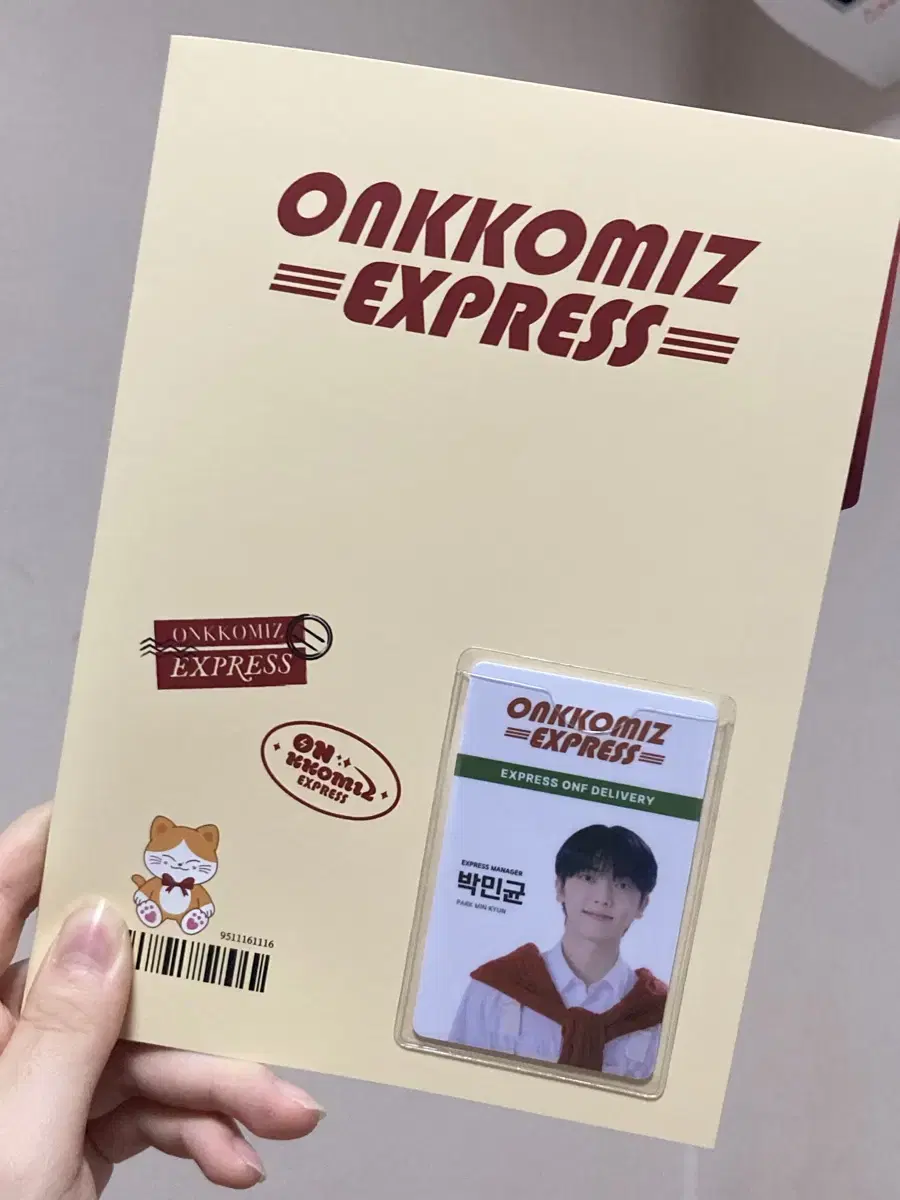 ONKKOMIZ
EXPRESS
ONKKOMIZ
EXPRESS
ON
KKOMIZ
EXPRESS
9511161116
ONKKOMIZ
EXPRESS
EXPRESS ONF DELIVERY
EXPRESS MANAGER
박민균
PARK MIN KYUN